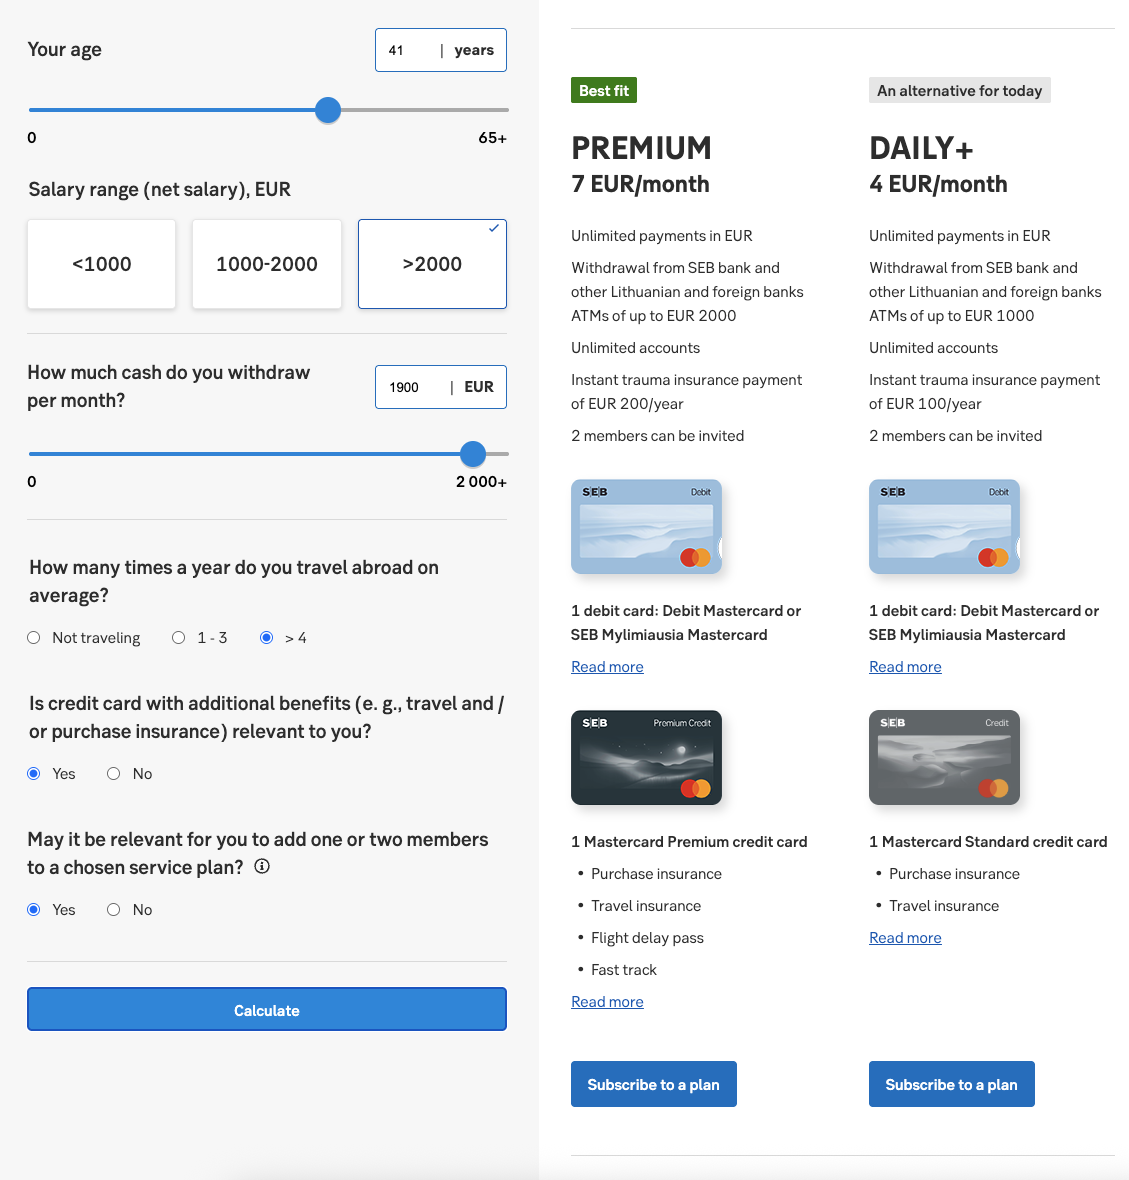 Your age
41 | years
0
65+
Salary range (net salary), EUR
<1000
1000-2000
>2000
How much cash do you withdraw
per month?
1900 | EUR
0
2 000+
How many times a year do you travel abroad on
average?
Not traveling
1 - 3
> 4
Is credit card with additional benefits (e. g., travel and /
or purchase insurance) relevant to you?
Yes
No
May it be relevant for you to add one or two members
to a chosen service plan?
Yes
No
Calculate
Best fit
PREMIUM
7 EUR/month
Unlimited payments in EUR
Withdrawal from SEB bank and
other Lithuanian and foreign banks
ATMs of up to EUR 2000
Unlimited accounts
Instant trauma insurance payment
of EUR 200/year
2 members can be invited
SEB
Debit
1 debit card: Debit Mastercard or
SEB Mylimiausia Mastercard
Read more
SEB
Premium Credit
1 Mastercard Premium credit card
• Purchase insurance
• Travel insurance
• Flight delay pass
• Fast track
Read more
Subscribe to a plan
An alternative for today
DAILY+
4 EUR/month
Unlimited payments in EUR
Withdrawal from SEB bank and
other Lithuanian and foreign banks
ATMs of up to EUR 1000
Unlimited accounts
Instant trauma insurance payment
of EUR 100/year
2 members can be invited
SEB
Debit
1 debit card: Debit Mastercard or
SEB Mylimiausia Mastercard
Read more
SEB
Credit
1 Mastercard Standard credit card
• Purchase insurance
• Travel insurance
Read more
Subscribe to a plan